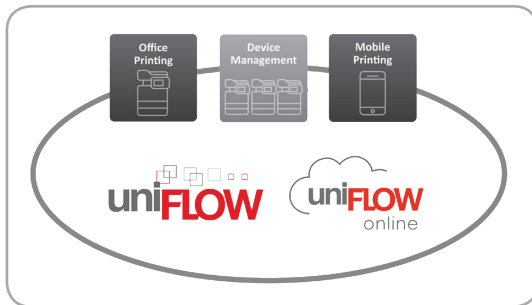 Office
Printing
Device
Management
Mobile
Printing
uniFLOW
uniFLOW
online